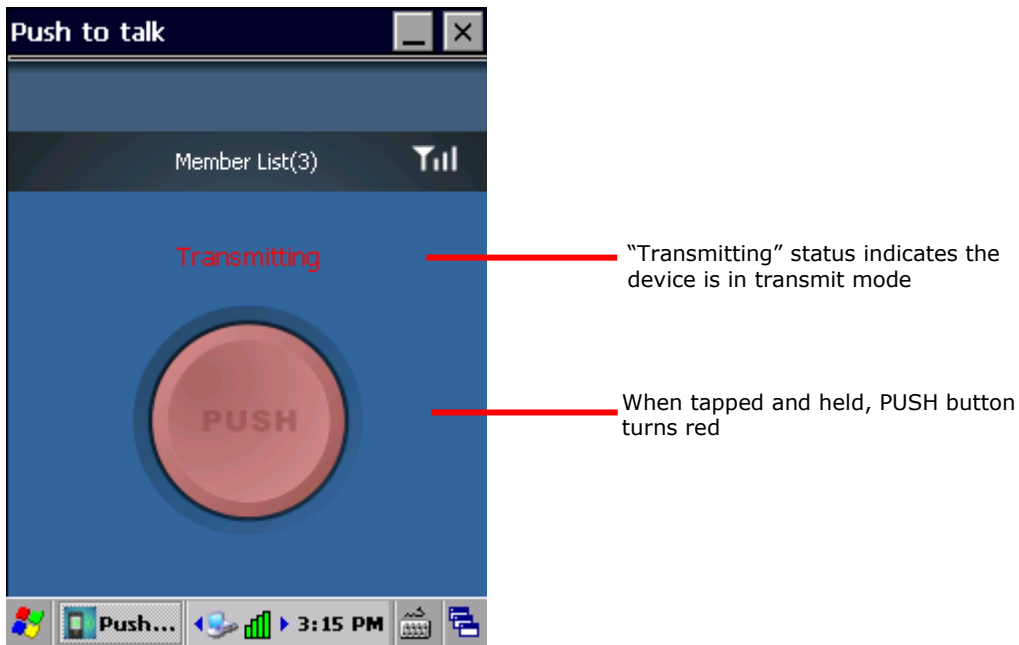 Push to talk
Member List(3)
Transmitting
“Transmitting” status indicates the
device is in transmit mode
PUSH
When tapped and held, PUSH button
turns red
Push...
3:15 PM